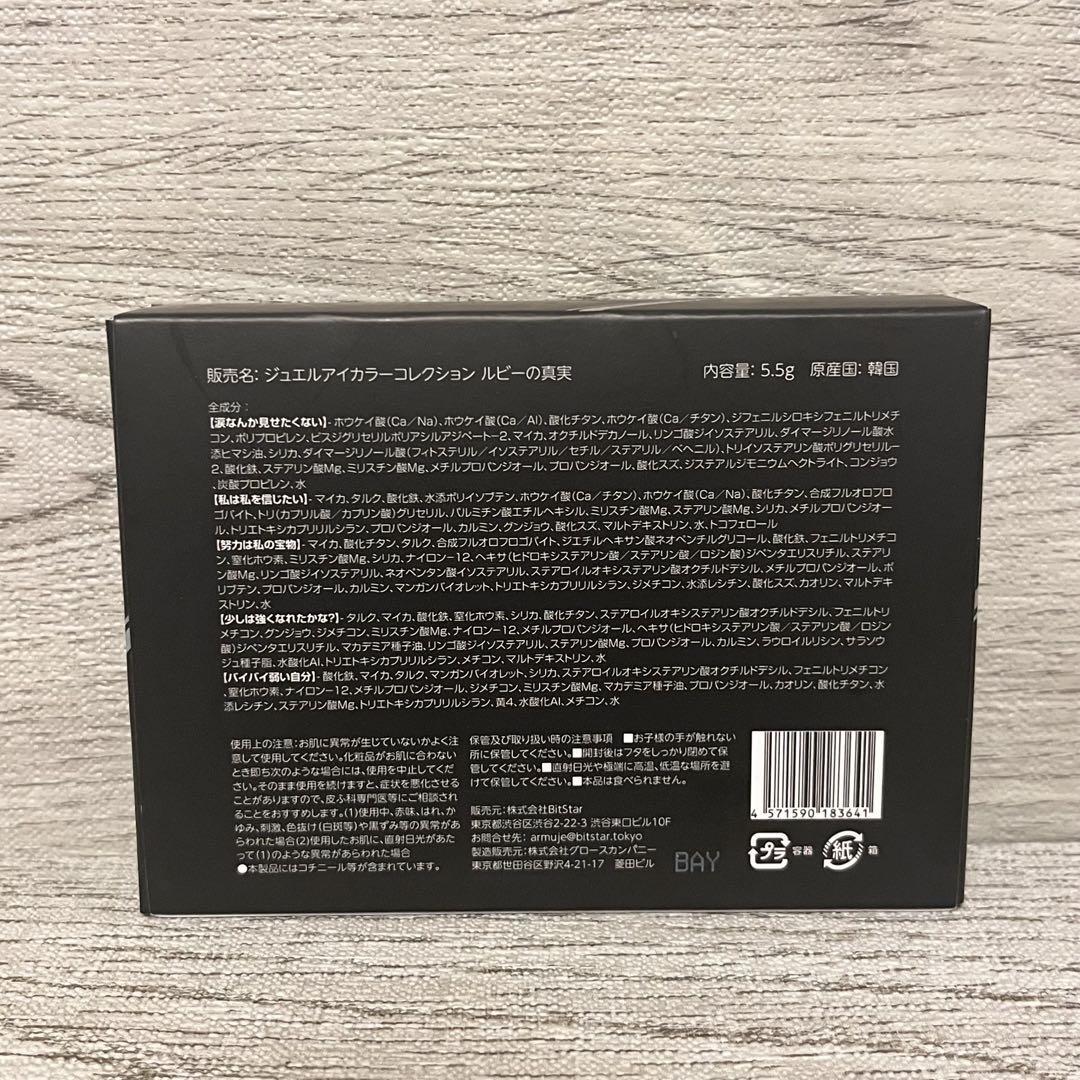 販売名: ジュエルアイカラーコレクション ルビーの真実
内容量: 5.5g 原産国: 韓国
全成分:
【涙なんか見せたくない】- ホウケイ酸(Ca/Na)、ホウケイ酸(Ca/Al)、酸化チタン、ホウケイ酸(Ca/チタン)、ジフェニルシロキシフェニルトリメチ
コン、ポリプロピレン、ビスジグリセリルポリアシルアジペート-2、マイカ、オクチルドデカノール、リンゴ酸ジイソステアリル、ダイマージリノール酸水
添ヒマシ油、シリカ、ダイマージリノール酸(フィトステリル/イソステアリル/セチル/ステアリル/ベヘニル)、トリイソステアリン酸ポリグリセリル-
2、酸化鉄、ステアリン酸Mg、ミリスチン酸Mg、メチルプロパンジオール、プロパンジオール、酸化スズ、ジステアルジモニウムヘクトライト、コンジョウ
、炭酸プロピレン、水
【私は私を信じたい】- マイカ、タルク、酸化鉄、水添ポリイソブテン、ホウケイ酸(Ca/チタン)、ホウケイ酸(Ca/Na)、酸化チタン、合成フルオロフロ
ゴパイト、トリ(カプリル酸/カプリン酸)グリセリル、パルミチン酸エチルヘキシル、ミリスチン酸Mg、ステアリン酸Mg、シリカ、メチルプロパンジオー
ル、トリエトキシカプリリルシラン、プロパンジオール、カルミン、グンジョウ、酸化スズ、マルトデキストリン、水、トコフェロール
【努力は私の宝物】- マイカ、酸化チタン、タルク、合成フルオロフロゴパイト、ジエチルヘキサン酸ネオペンチルグリコール、酸化鉄、フェニルトリメチコ
ン、窒化ホウ素、ミリスチン酸Mg、シリカ、ナイロン-12、ヘキサ(ヒドロキシステアリン酸/ステアリン酸/ロジン酸)ジペンタエリスリチル、ステアリ
ン酸Mg、リンゴ酸ジイソステアリル、ネオペンタン酸イソステアリル、ステアロイルオキシステアリン酸オクチルドデシル、メチルプロパンジオール、ポ
リブテン、プロパンジオール、カルミン、マンガンバイオレット、トリエトキシカプリリルシラン、ジメチコン、水添レシチン、酸化スズ、カオリン、マルトデキ
ストリン、水
【少しは強くなれたかな?】- タルク、マイカ、酸化鉄、窒化ホウ素、シリカ、酸化チタン、ステアロイルオキシステアリン酸オクチルドデシル、フェニルトリ
メチコン、グンジョウ、ジメチコン、ミリスチン酸Mg、ナイロン-12、メチルプロパンジオール、ヘキサ(ヒドロキシステアリン酸/ステアリン酸/ロジン
酸)ジペンタエリスリチル、マカデミア種子油、リンゴ酸ジイソステアリル、ステアリン酸Mg、プロパンジオール、カルミン、ラウロイルリシン、サラソウ
ジュ種子脂、水酸化Al、トリエトキシカプリリルシラン、メチコン、マルトデキストリン、水
【バイバイ弱い自分】- 酸化鉄、マイカ、タルク、マンガンバイオレット、シリカ、ステアロイルオキシステアリン酸オクチルドデシル、フェニルトリメチコン
、窒化ホウ素、ナイロン-12、メチルプロパンジオール、ジメチコン、ミリスチン酸Mg、マカデミア種子油、プロパンジオール、カオリン、酸化チタン、水
添レシチン、ステアリン酸Mg、トリエトキシカプリリルシラン、黄4、水酸化Al、メチコン、水
使用上の注意:お肌に異常が生じていないかよく注
意して使用してください。化粧品がお肌に合わない
とき即ち次のような場合には、使用を中止してくだ
さい。そのまま使用を続けますと、症状を悪化させる
ことがありますので、皮ふ科専門医等にご相談され
ることをおすすめします。(1)使用中、赤味、はれ、か
ゆみ、刺激、色抜け(白斑等)や黒ずみ等の異常があ
らわれた場合(2)使用したお肌に、直射日光があたっ
て(1)のような異常があらわれた場合
●本製品にはコチニール等が含まれています。
保管及び取り扱い時の注意事項 ■お子様の手が触れない
所に保管してください。■開封後はフタをしっかり閉めて保
管してください。■直射日光や極端に高温、低温な場所を避
けて保管してください。■本品は食べられません。
販売元: 株式会社BitStar
東京都渋谷区渋谷2-22-3 渋谷東口ビル10F
お問合せ先: armuje@bitstar.tokyo
製造販売元: 株式会社グロースカンパニー
東京都世田谷区野沢4-21-17 菱田ビル
BAY
4 571590 183641
プラ 容器 紙 箱